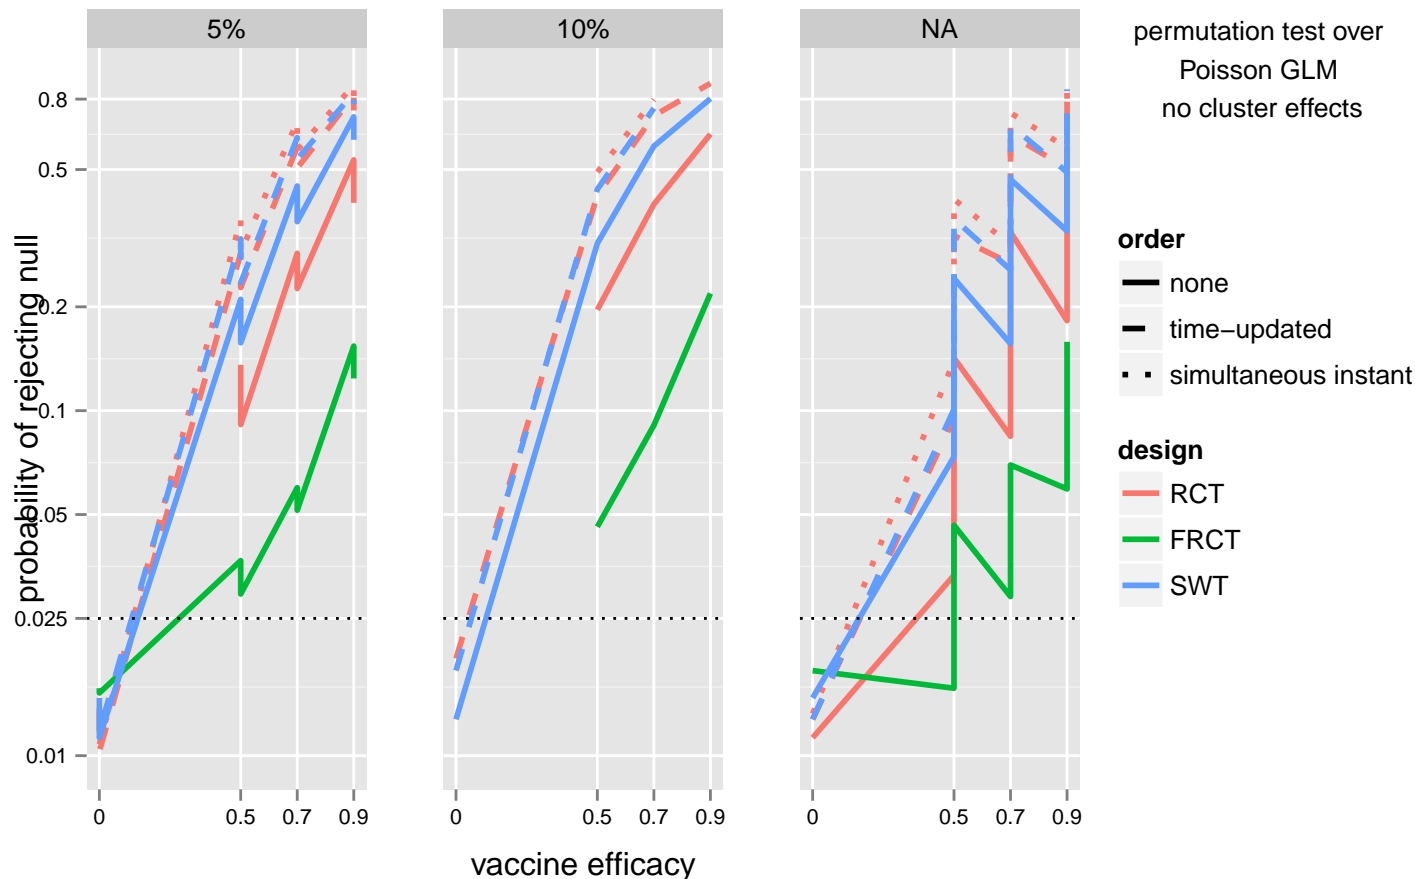 5%
10%
NA
permutation test over
Poisson GLM
no cluster effects
probability of rejecting null
0.8
0.5
0.2
0.1
0.05
0.025
0.01
0 0.5 0.7 0.9
0 0.5 0.7 0.9
0 0.5 0.7 0.9
vaccine efficacy
order
none
time−updated
simultaneous instant
design
RCT
FRCT
SWT